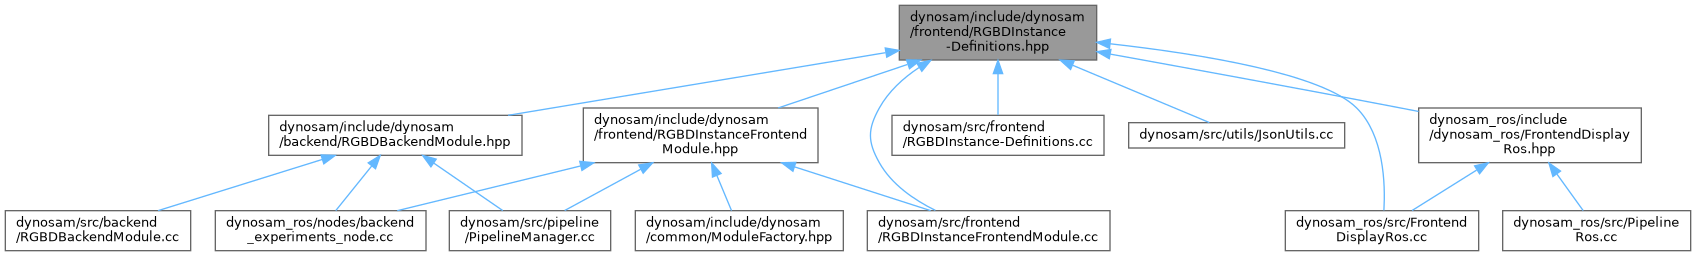 dynosam/include/dynosam
/frontend/RGBDInstance
-Definitions.hpp
dynosam/include/dynosam
/backend/RGBDBackendModule.hpp
dynosam/include/dynosam
/frontend/RGBDInstanceFrontend
Module.hpp
dynosam/src/frontend
/RGBDInstance-Definitions.cc
dynosam/src/utils/JsonUtils.cc
dynosam_ros/include
/dynosam_ros/FrontendDisplay
Ros.hpp
dynosam/src/backend
/RGBDBackendModule.cc
dynosam_ros/nodes/backend
_experiments_node.cc
dynosam/src/pipeline
/PipelineManager.cc
dynosam/include/dynosam
/common/ModuleFactory.hpp
dynosam/src/frontend
/RGBDInstanceFrontendModule.cc
dynosam_ros/src/Frontend
DisplayRos.cc
dynosam_ros/src/Pipeline
Ros.cc